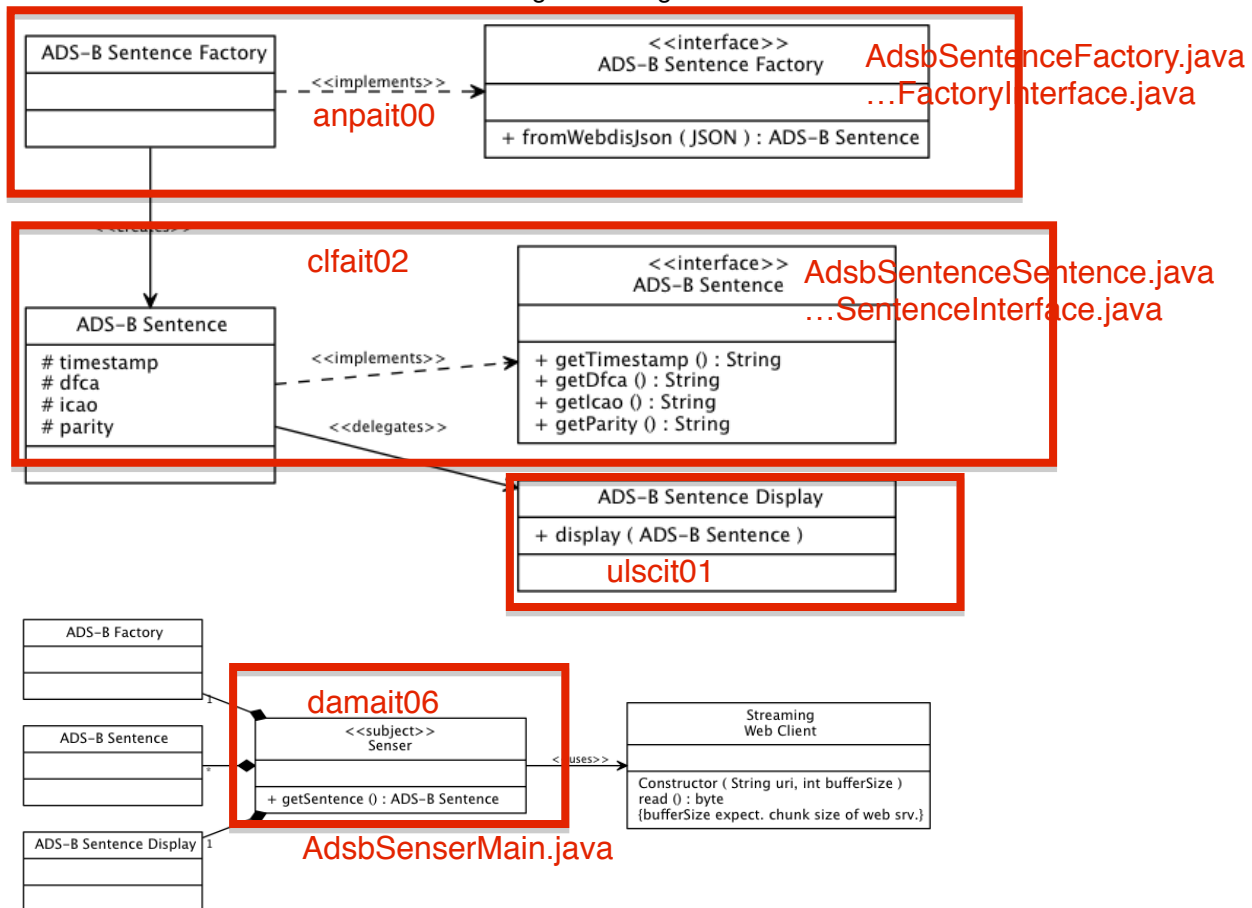 ADS-B Sentence Factory
<<implements>>
anpait00
<<interface>>
ADS-B Sentence Factory
+ fromWebdisJson ( JSON ) : ADS-B Sentence
AdsbSentenceFactory.java
…FactoryInterface.java
<<creates>>
clfait02
ADS-B Sentence
# timestamp
# dfca
# icao
# parity
<<implements>>
<<delegates>>
<<interface>>
ADS-B Sentence
+ getTimestamp () : String
+ getDfca () : String
+ getIcao () : String
+ getParity () : String
AdsbSentenceSentence.java
…SentenceInterface.java
ADS-B Sentence Display
+ display ( ADS-B Sentence )
ulscit01
ADS-B Factory
1
ADS-B Sentence
*
ADS-B Sentence Display
1
damait06
<<subject>>
Senser
+ getSentence () : ADS-B Sentence
AdsbSenserMain.java
<<uses>>
Streaming
Web Client
Constructor ( String uri, int bufferSize )
read () : byte
{bufferSize expect. chunk size of web srv.}